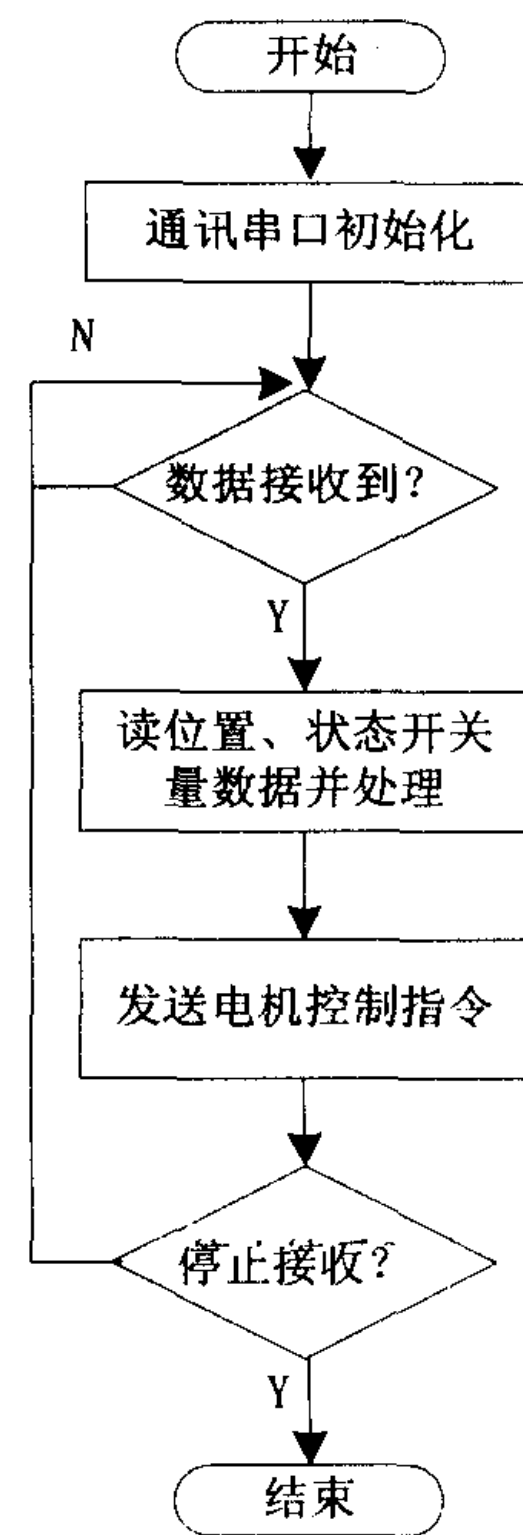 开始
通讯串口初始化
N
数据接收到?
Y
读位置、状态开关
量数据并处理
发送电机控制指令
停止接收?
Y
结束